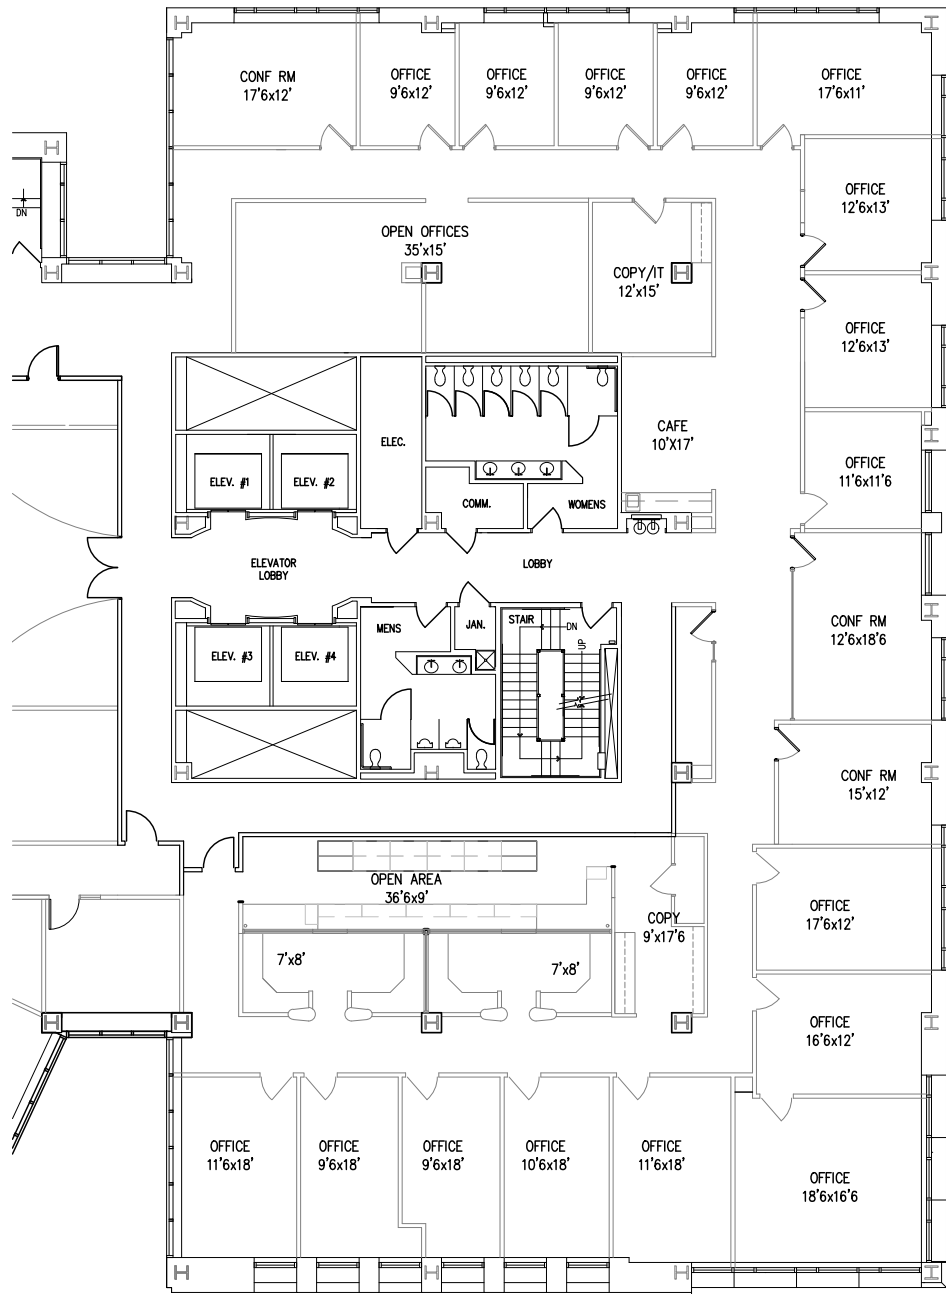 CONF RM
17'6x12'
OFFICE
9'6x12'
OFFICE
9'6x12'
OFFICE
9'6x12'
OFFICE
9'6x12'
OFFICE
17'6x11'
OFFICE
12'6x13'
DN
OPEN OFFICES
35'x15'
COPY/IT
12'x15'
OFFICE
12'6x13'
CAFE
10'X17'
ELEC.
OFFICE
11'6x11'6
ELEV. #1
ELEV. #2
COMM.
WOMENS
ELEVATOR
LOBBY
LOBBY
MENS
JAN.
STAIR
DN
UP
CONF RM
12'6x18'6
ELEV. #3
ELEV. #4
CONF RM
15'x12'
OPEN AREA
36'6x9'
COPY
9'x17'6
OFFICE
17'6x12'
7'x8'
7'x8'
OFFICE
16'6x12'
OFFICE
11'6x18'
OFFICE
9'6x18'
OFFICE
9'6x18'
OFFICE
10'6x18'
OFFICE
11'6x18'
OFFICE
18'6x16'6